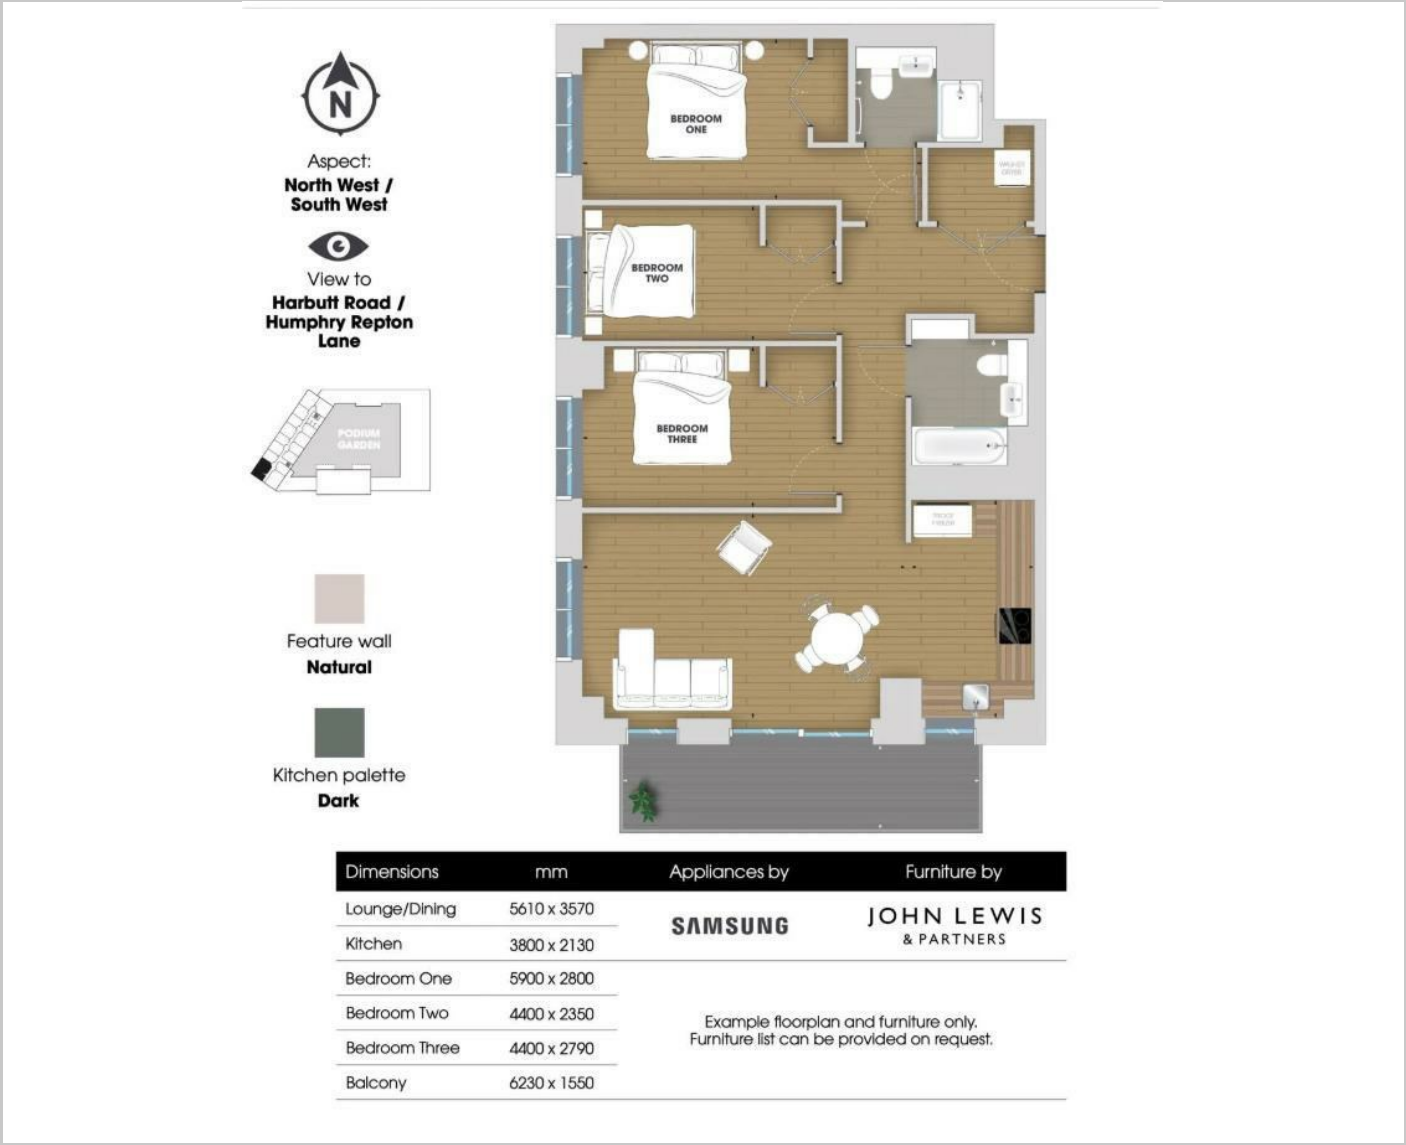 N
Aspect:
North West /
South West
View to
Harbutt Road /
Humphry Repton
Lane
PODIUM
GARDEN
Feature wall
Natural
Kitchen palette
Dark
BEDROOM
ONE
WASHER
DRYER
BEDROOM
TWO
BEDROOM
THREE
Dimensions mm Appliances by Furniture by
Lounge/Dining 5610 x 3570
SAMSUNG
JOHN LEWIS
& PARTNERS
Kitchen 3800 x 2130
Bedroom One 5900 x 2800
Bedroom Two 4400 x 2350
Bedroom Three 4400 x 2790
Balcony 6230 x 1550
Example floorplan and furniture only.
Furniture list can be provided on request.